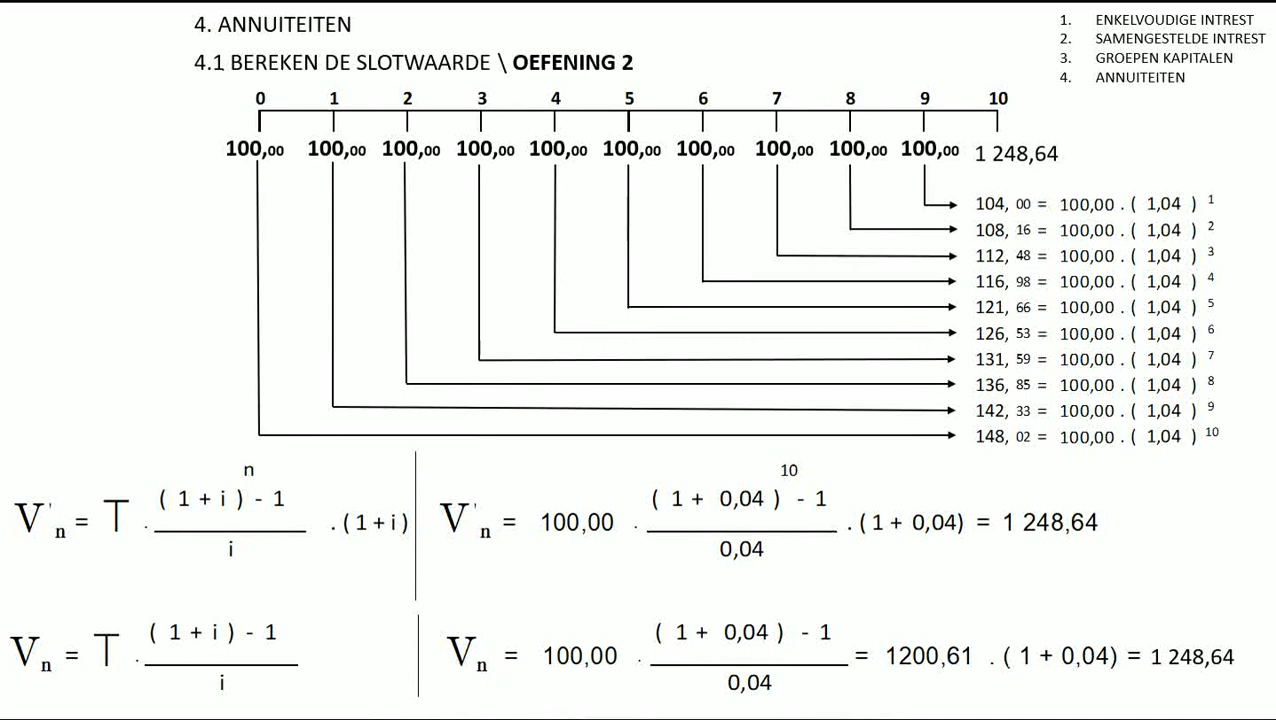 4. ANNUITEITEN
4.1 BEREKEN DE SLOTWAARDE \ OEFENING 2
1. ENKELVOUDIGE INTREST
2. SAMENGESTELDE INTREST
3. GROEPEN KAPITALEN
4. ANNUITEITEN
0 1 2 3 4 5 6 7 8 9 10
100,00 100,00 100,00 100,00 100,00 100,00 100,00 100,00 100,00 100,00 1 248,64
104, 00 = 100,00 . ( 1,04 ) 1
108, 16 = 100,00 . ( 1,04 ) 2
112, 48 = 100,00 . ( 1,04 ) 3
116, 98 = 100,00 . ( 1,04 ) 4
121, 66 = 100,00 . ( 1,04 ) 5
126, 53 = 100,00 . ( 1,04 ) 6
131, 59 = 100,00 . ( 1,04 ) 7
136, 85 = 100,00 . ( 1,04 ) 8
142, 33 = 100,00 . ( 1,04 ) 9
148, 02 = 100,00 . ( 1,04 ) 10
n
( 1 + i ) - 1
V'n = T . . ( 1 + i )
i
10
( 1 + 0,04 ) - 1
V'n = 100,00 . . ( 1 + 0,04) = 1 248,64
0,04
( 1 + i ) - 1
Vn = T .
i
( 1 + 0,04 ) - 1
Vn = 100,00 . = 1200,61 . ( 1 + 0,04) = 1 248,64
0,04